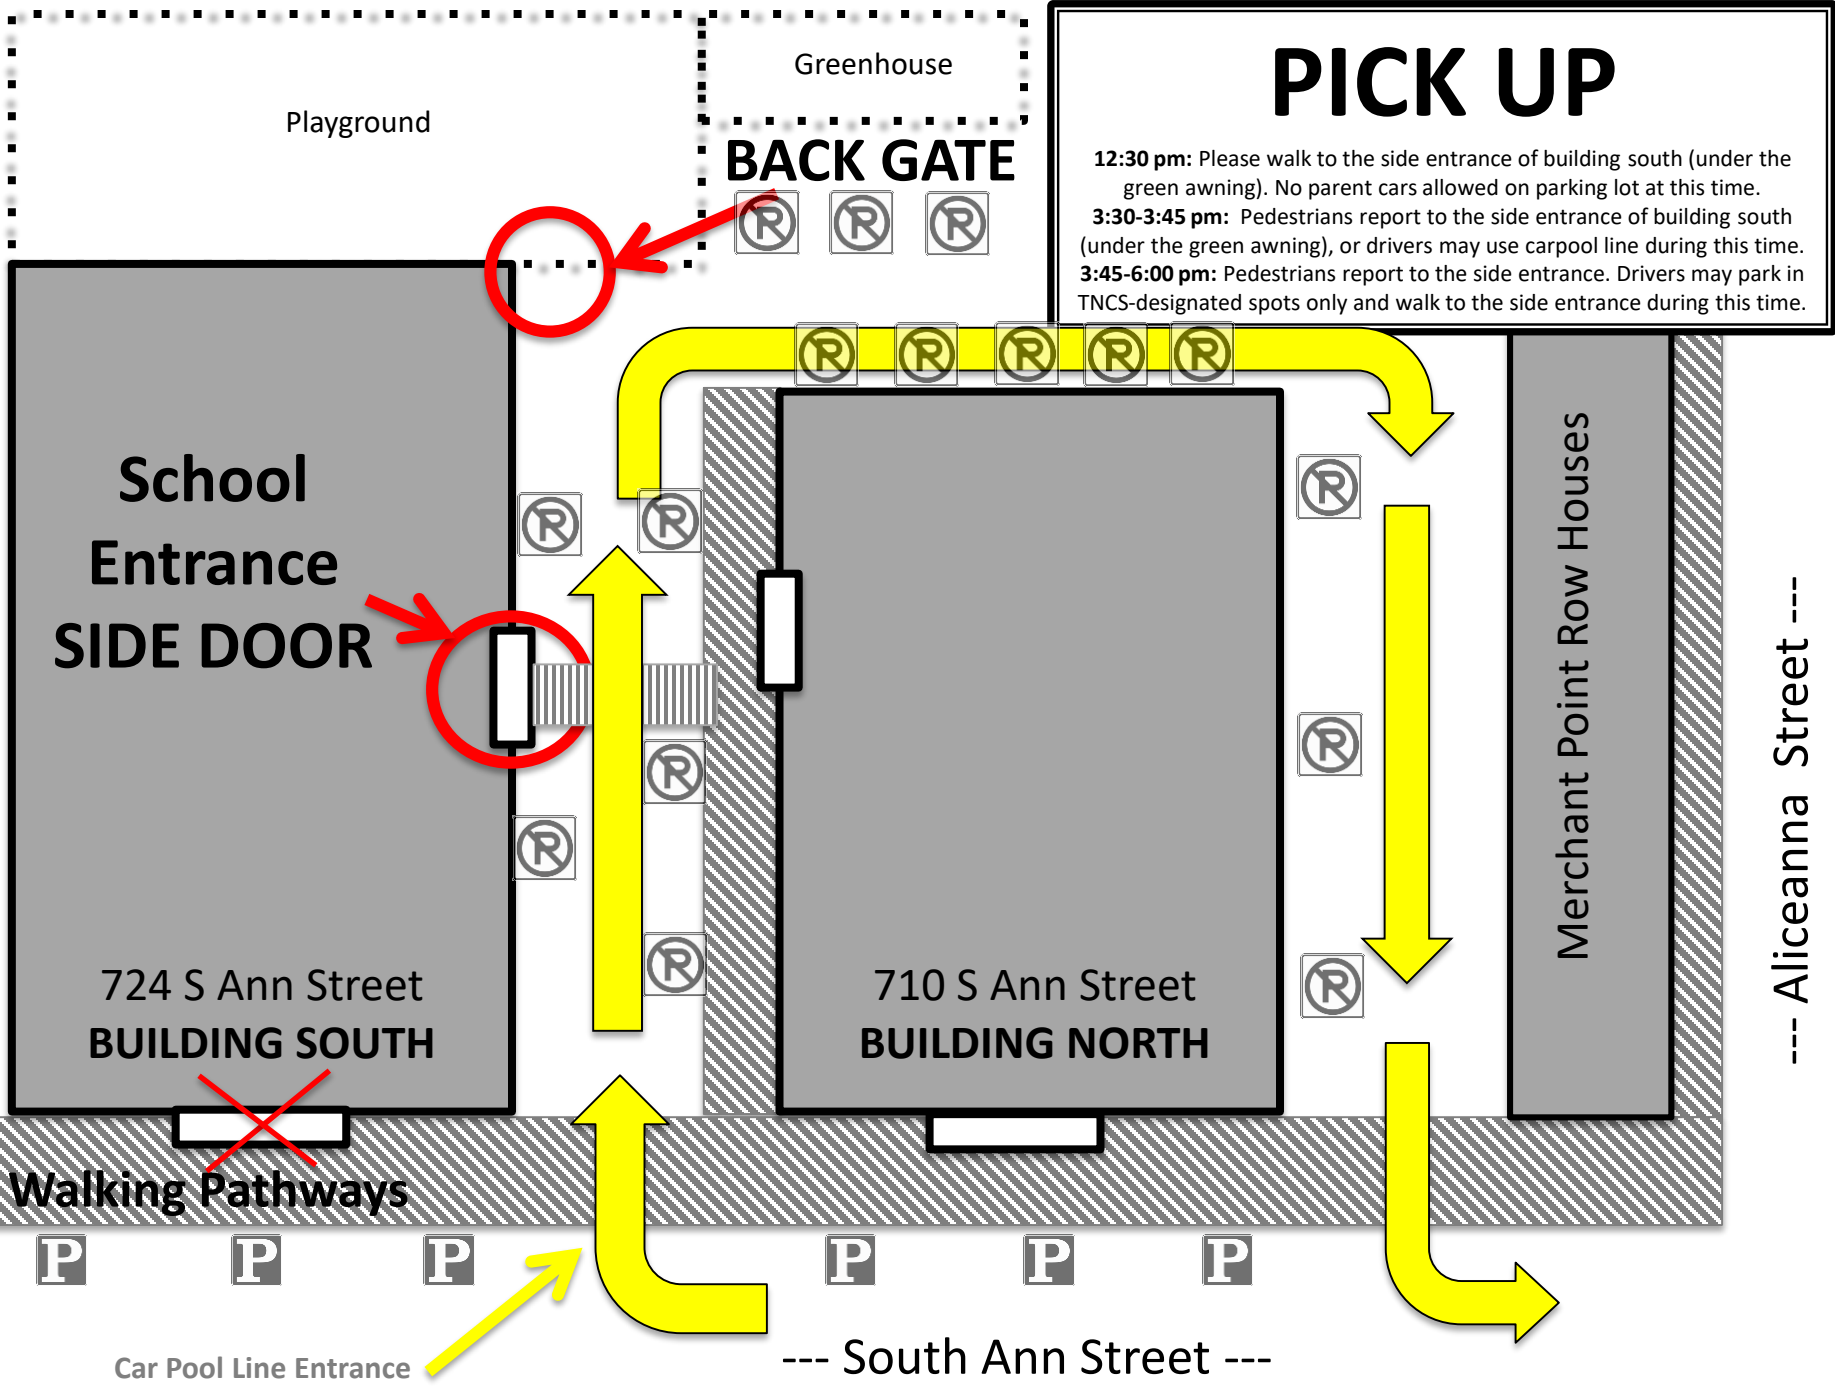 Playground
Greenhouse
BACK GATE
PICK UP
12:30 pm: Please walk to the side entrance of building south (under the
green awning). No parent cars allowed on parking lot at this time.
3:30-3:45 pm: Pedestrians report to the side entrance of building south
(under the green awning), or drivers may use carpool line during this time.
3:45-6:00 pm: Pedestrians report to the side entrance. Drivers may park in
TNCS-designated spots only and walk to the side entrance during this time.
R R R
R R R R R
School
Entrance
SIDE DOOR
R R
R
R
R
R
R
R
Merchant Point Row Houses
--- Aliceanna Street ---
724 S Ann Street
BUILDING SOUTH
710 S Ann Street
BUILDING NORTH
R
Walking Pathways
P P P P P P
Car Pool Line Entrance
--- South Ann Street ---